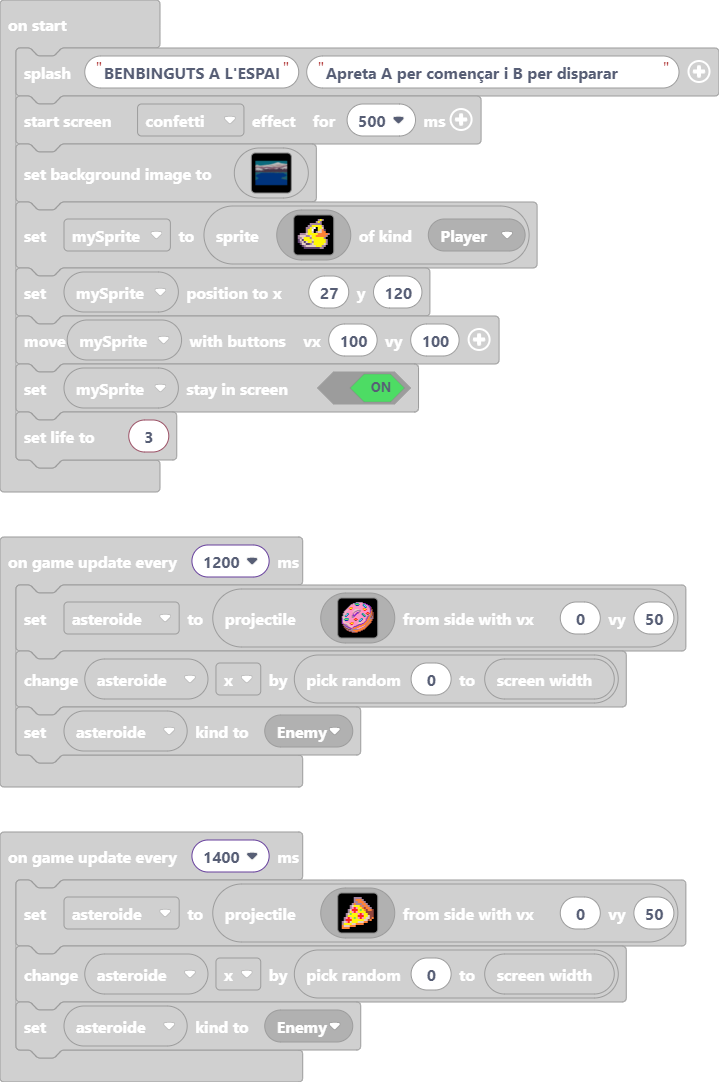 on start
splash "BENBINGUTS A L'ESPAI" "Apreta A per començar i B per disparar "
start screen confetti effect for 500 ms
set background image to
set mySprite to sprite of kind Player
set mySprite position to x 27 y 120
move mySprite with buttons vx 100 vy 100
set mySprite stay in screen ON
set life to 3
on game update every 1200 ms
set asteroide to projectile from side with vx 0 vy 50
change asteroide x by pick random 0 to screen width
set asteroide kind to Enemy
on game update every 1400 ms
set asteroide to projectile from side with vx 0 vy 50
change asteroide x by pick random 0 to screen width
set asteroide kind to Enemy